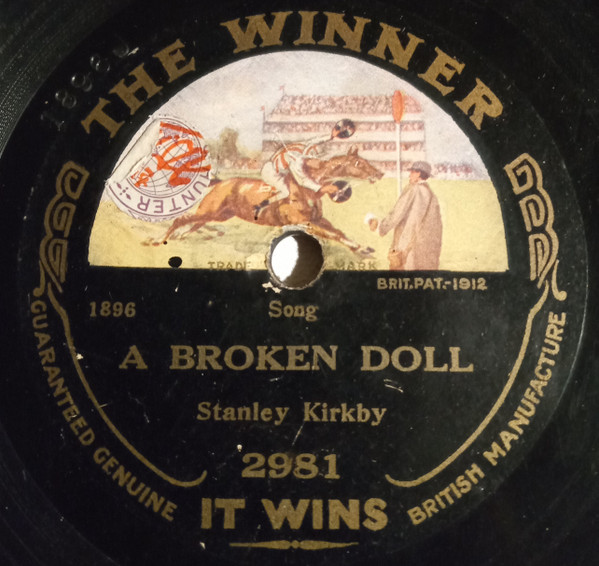 THE WINNER
HUNTER
TRADE MARK
BRIT. PAT.-1912
1896
Song
A BROKEN DOLL
Stanley Kirkby
2981
IT WINS
GUARANTEED GENUINE
BRITISH MANUFACTURE